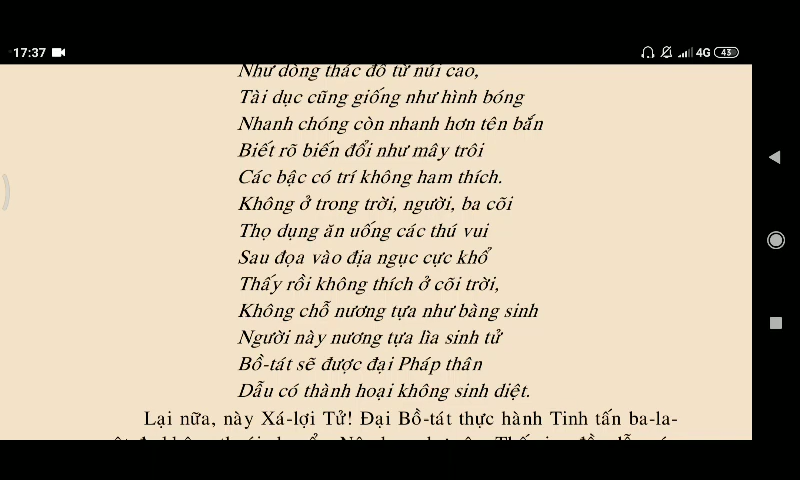 17:37
4G 43
Như dòng thác đổ từ núi cao,
Tài dục cũng giống như hình bóng
Nhanh chóng còn nhanh hơn tên bắn
Biết rõ biến đổi như mây trôi
Các bậc có trí không ham thích.
Không ở trong trời, người, ba cõi
Thọ dụng ăn uống các thú vui
Sau đọa vào địa ngục cực khổ
Thấy rồi không thích ở cõi trời,
Không chỗ nương tựa như bàng sinh
Người này nương tựa lìa sinh tử
Bồ-tát sẽ được đại Pháp thân
Dẫu có thành hoại không sinh diệt.
Lại nữa, này Xá-lợi Tử! Đại Bồ-tát thực hành Tinh tấn ba-la-